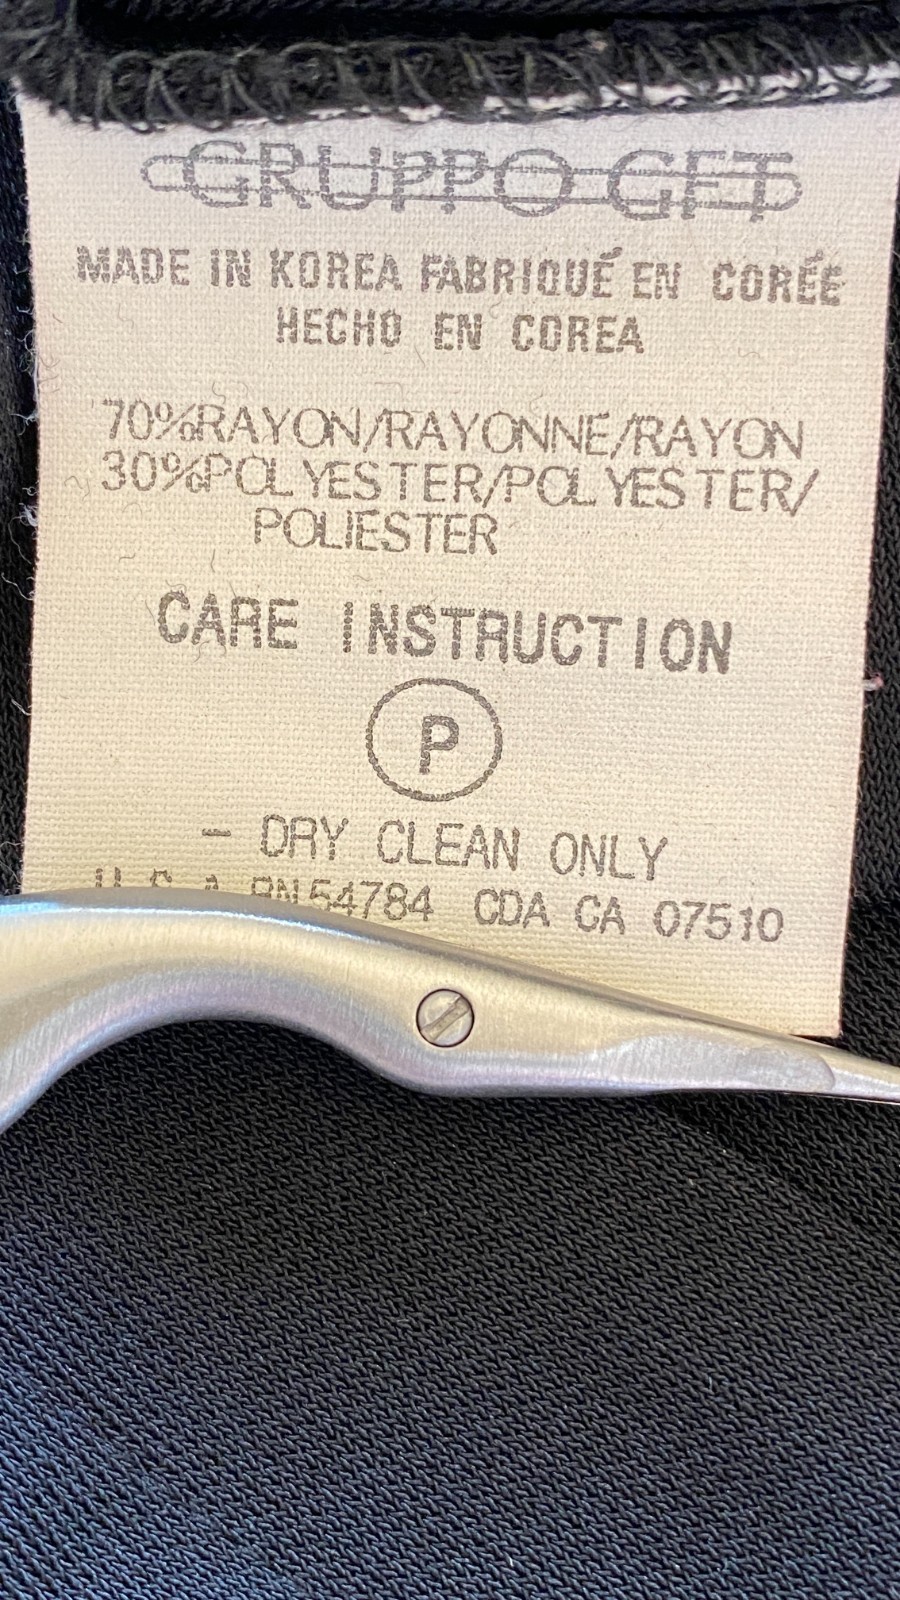 GRUPPO GFT
MADE IN KOREA FABRIQUÉ EN CORÉE
HECHO EN COREA
70%RAYON/RAYONNE/RAYON
30%POLYESTER/POLYESTER/
POLIESTER
CARE INSTRUCTION
P
- DRY CLEAN ONLY
U.S.A RN54784 CDA CA 07510